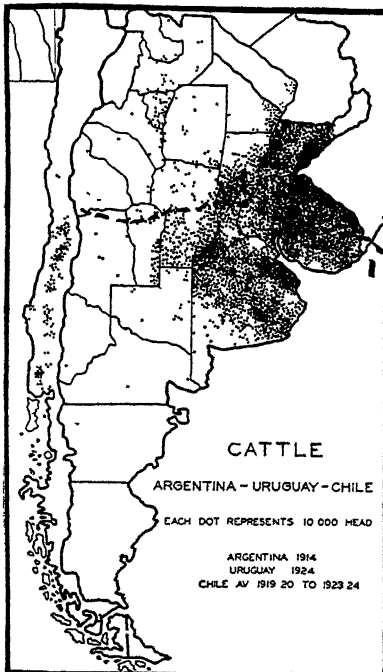 CATTLE
ARGENTINA - URUGUAY - CHILE
EACH DOT REPRESENTS 10 000 HEAD
ARGENTINA 1914
URUGUAY 1924
CHILE AV 1919 20 TO 1923 24